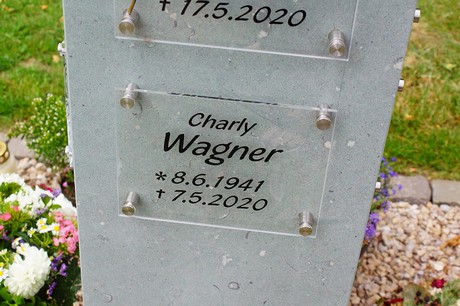 † 17.5.2020
Charly
Wagner
* 8.6.1941
† 7.5.2020